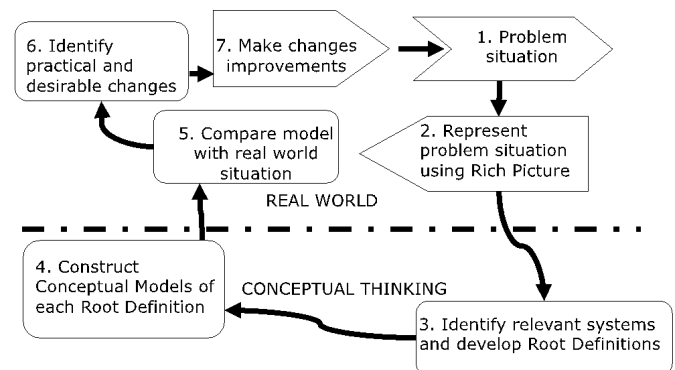 1. Problem
situation
2. Represent
problem situation
using Rich Picture
3. Identify relevant systems
and develop Root Definitions
4. Construct
Conceptual Models of
each Root Definition
5. Compare model
with real world
situation
6. Identify
practical and
desirable changes
7. Make changes
improvements
REAL WORLD
CONCEPTUAL THINKING